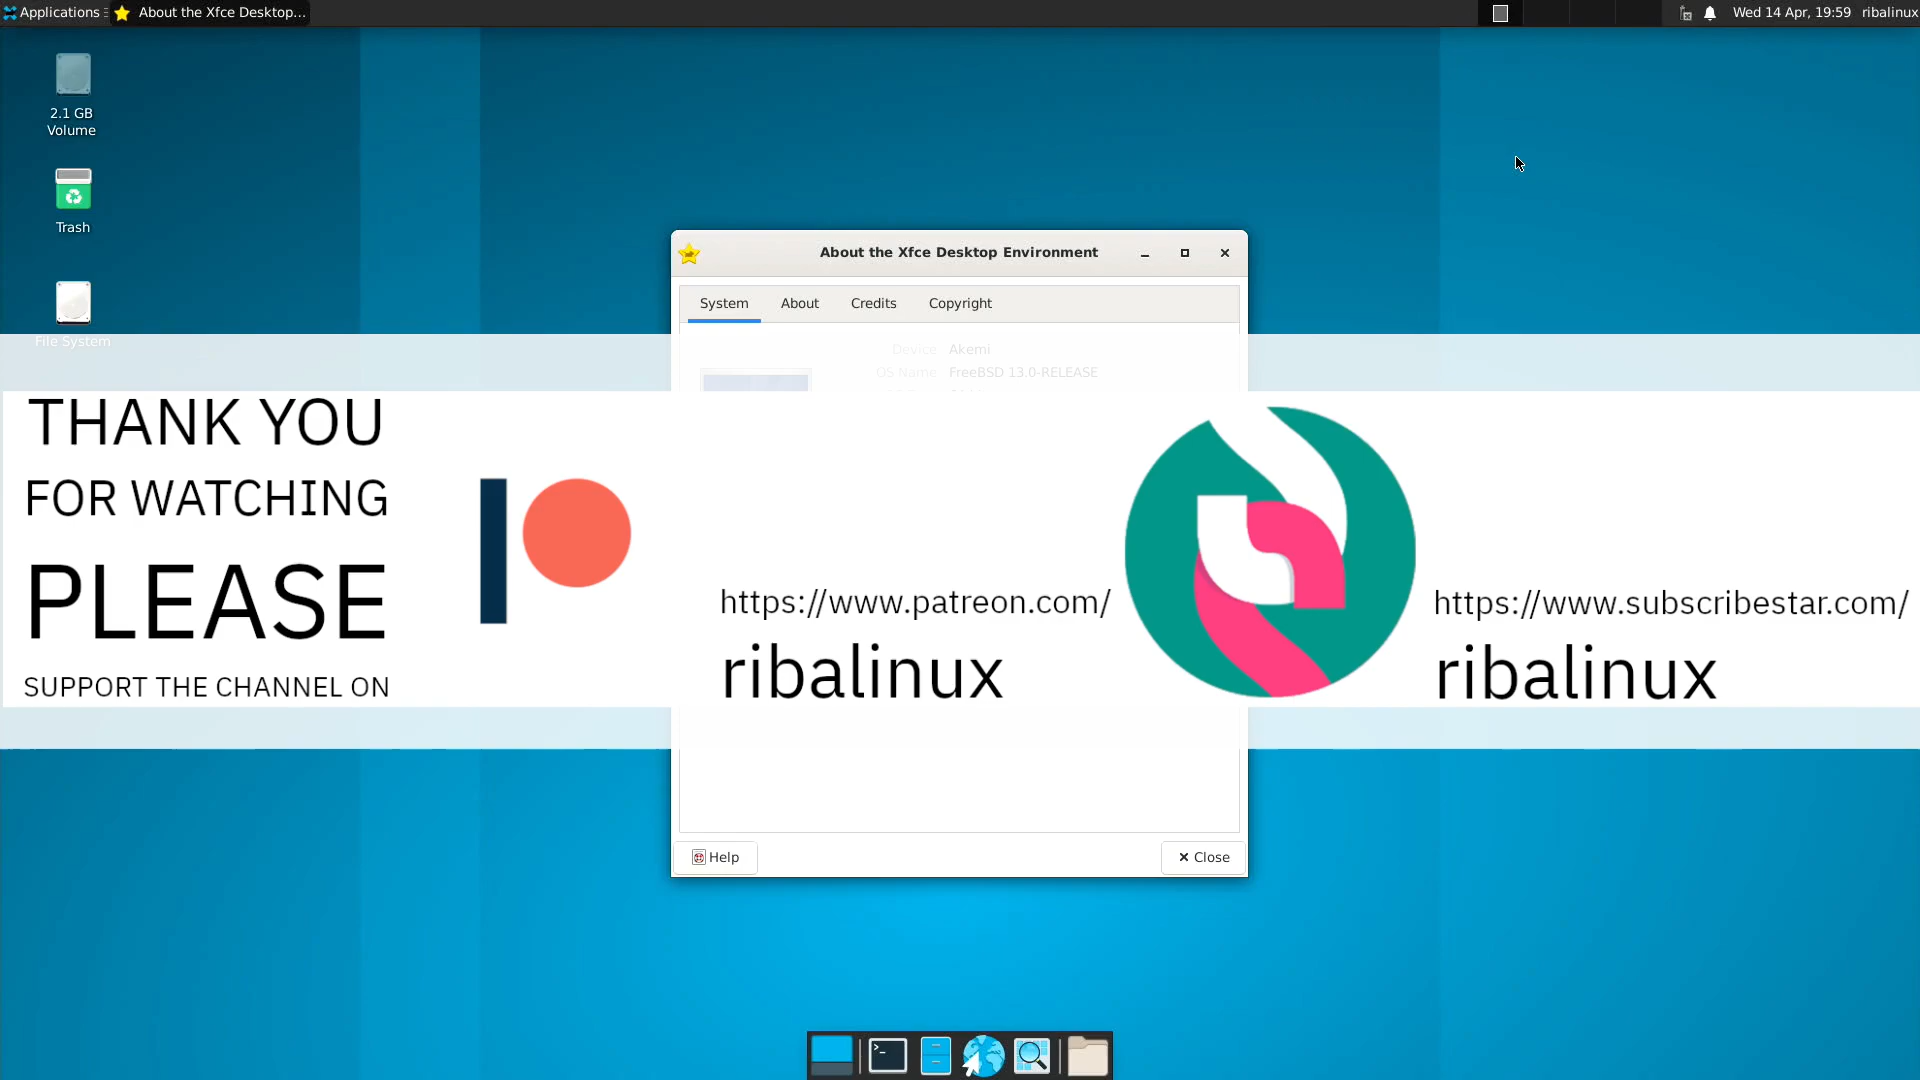 Applications
About the Xfce Desktop...
Wed 14 Apr, 19:59
ribalinux
2.1 GB
Volume
Trash
File System
About the Xfce Desktop Environment
System
About
Credits
Copyright
Device Akemi
OS Name FreeBSD 13.0-RELEASE
THANK YOU
FOR WATCHING
PLEASE
SUPPORT THE CHANNEL ON
https://www.patreon.com/
ribalinux
https://www.subscribestar.com/
ribalinux
Help
Close